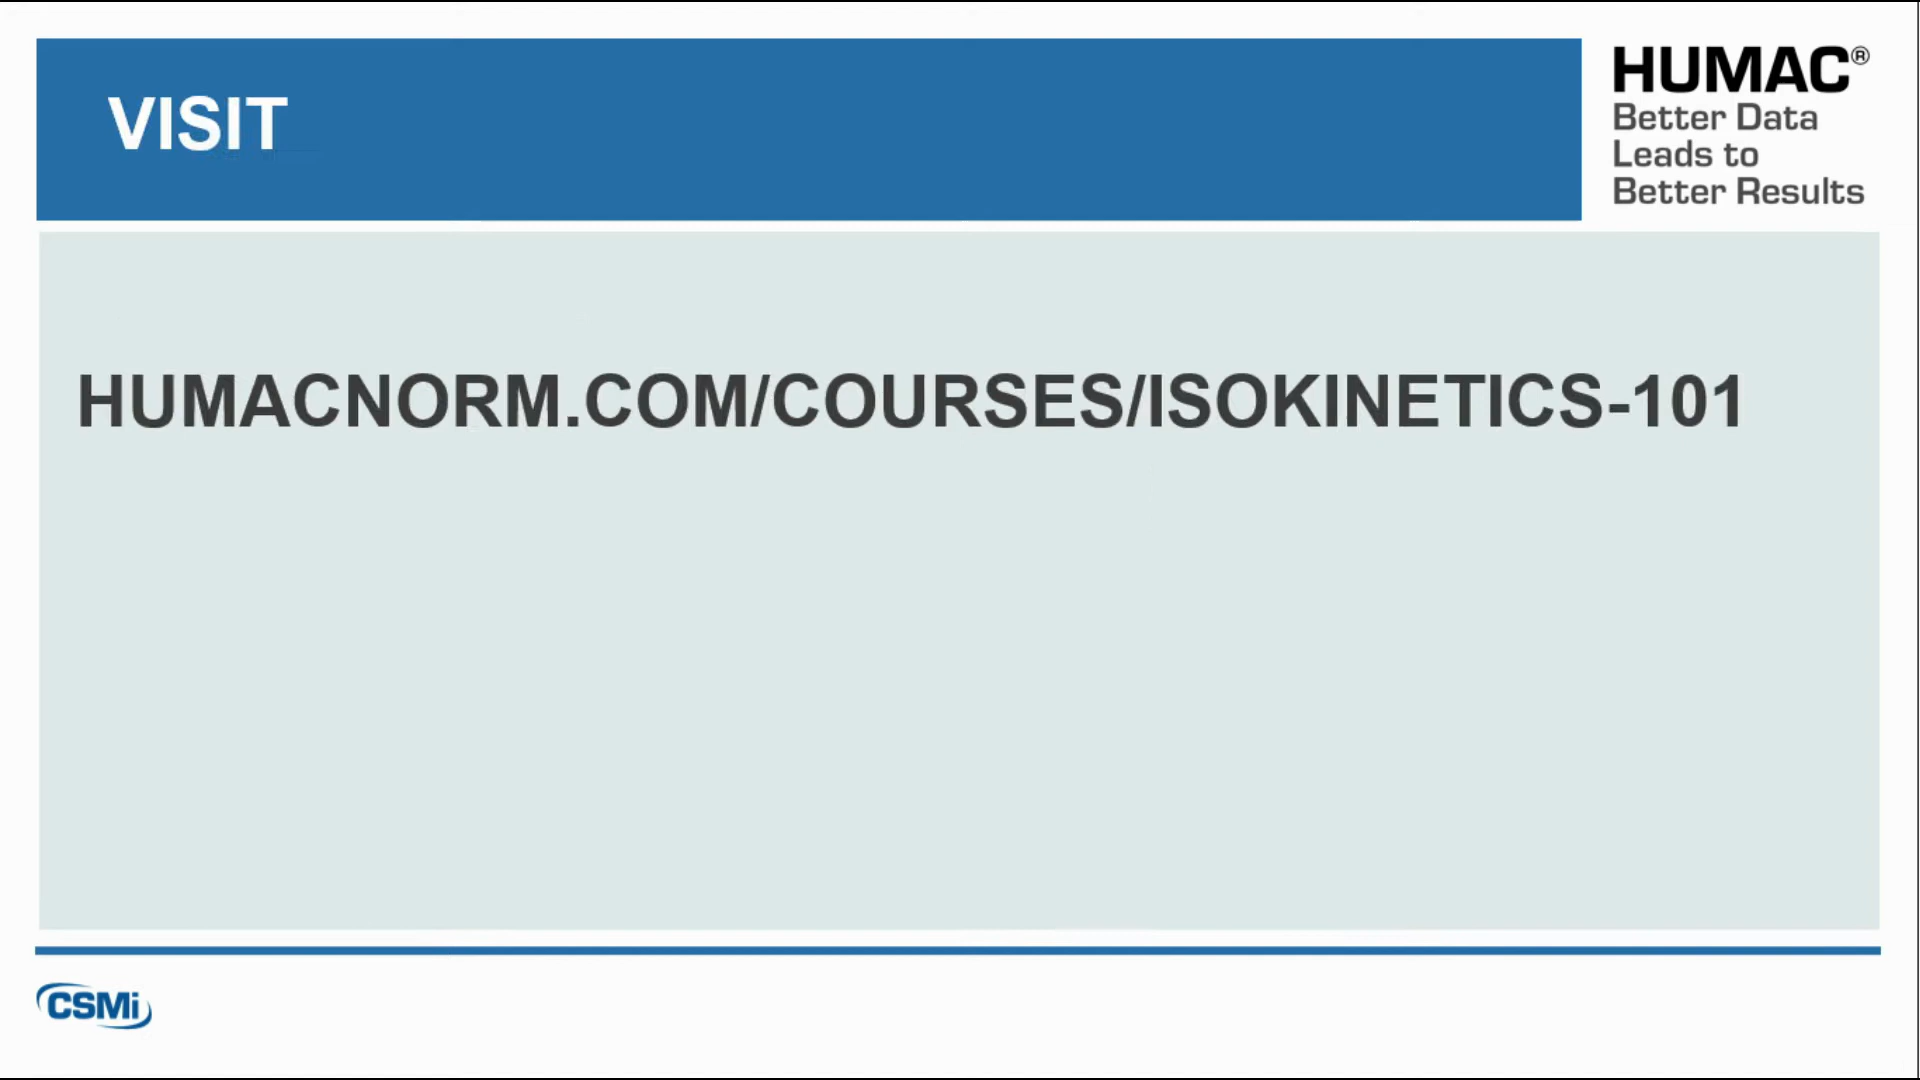 VISIT
HUMAC®
Better Data
Leads to
Better Results
HUMACNORM.COM/COURSES/ISOKINETICS-101
CSMi